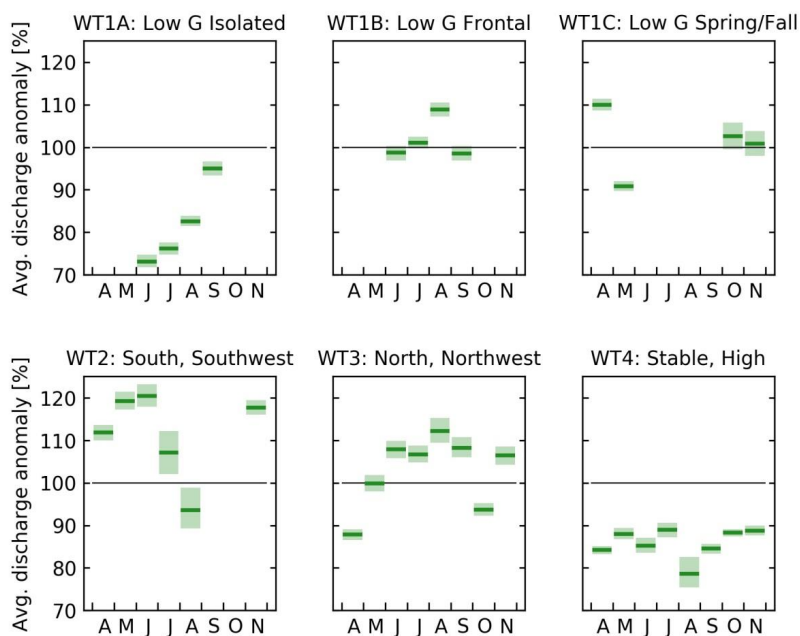 WT1A: Low G Isolated
WT1B: Low G Frontal
WT1C: Low G Spring/Fall
Avg. discharge anomaly [%]
120
110
100
90
80
70
A M J J A S O N
A M J J A S O N
A M J J A S O N
WT2: South, Southwest
WT3: North, Northwest
WT4: Stable, High
Avg. discharge anomaly [%]
120
110
100
90
80
70
A M J J A S O N
A M J J A S O N
A M J J A S O N